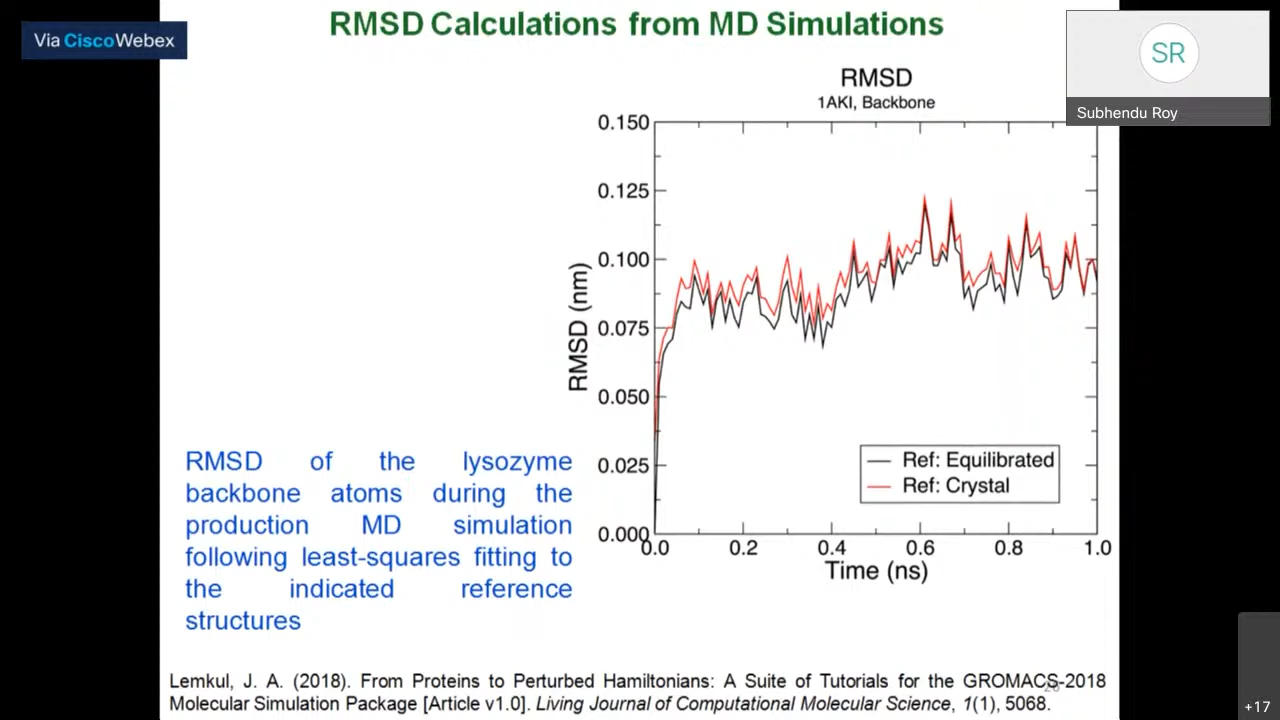 RMSD Calculations from MD Simulations
Via Cisco Webex
SR
Subhendu Roy
RMSD
1AKI, Backbone
0.150
0.125
0.100
0.075
0.050
0.025
0.000
RMSD (nm)
Ref: Equilibrated
Ref: Crystal
0.0 0.2 0.4 0.6 0.8 1.0
Time (ns)
RMSD of the lysozyme
backbone atoms during the
production MD simulation
following least-squares fitting to
the indicated reference
structures
Lemkul, J. A. (2018). From Proteins to Perturbed Hamiltonians: A Suite of Tutorials for the GROMACS-2018
Molecular Simulation Package [Article v1.0]. Living Journal of Computational Molecular Science, 1(1), 5068.
+17